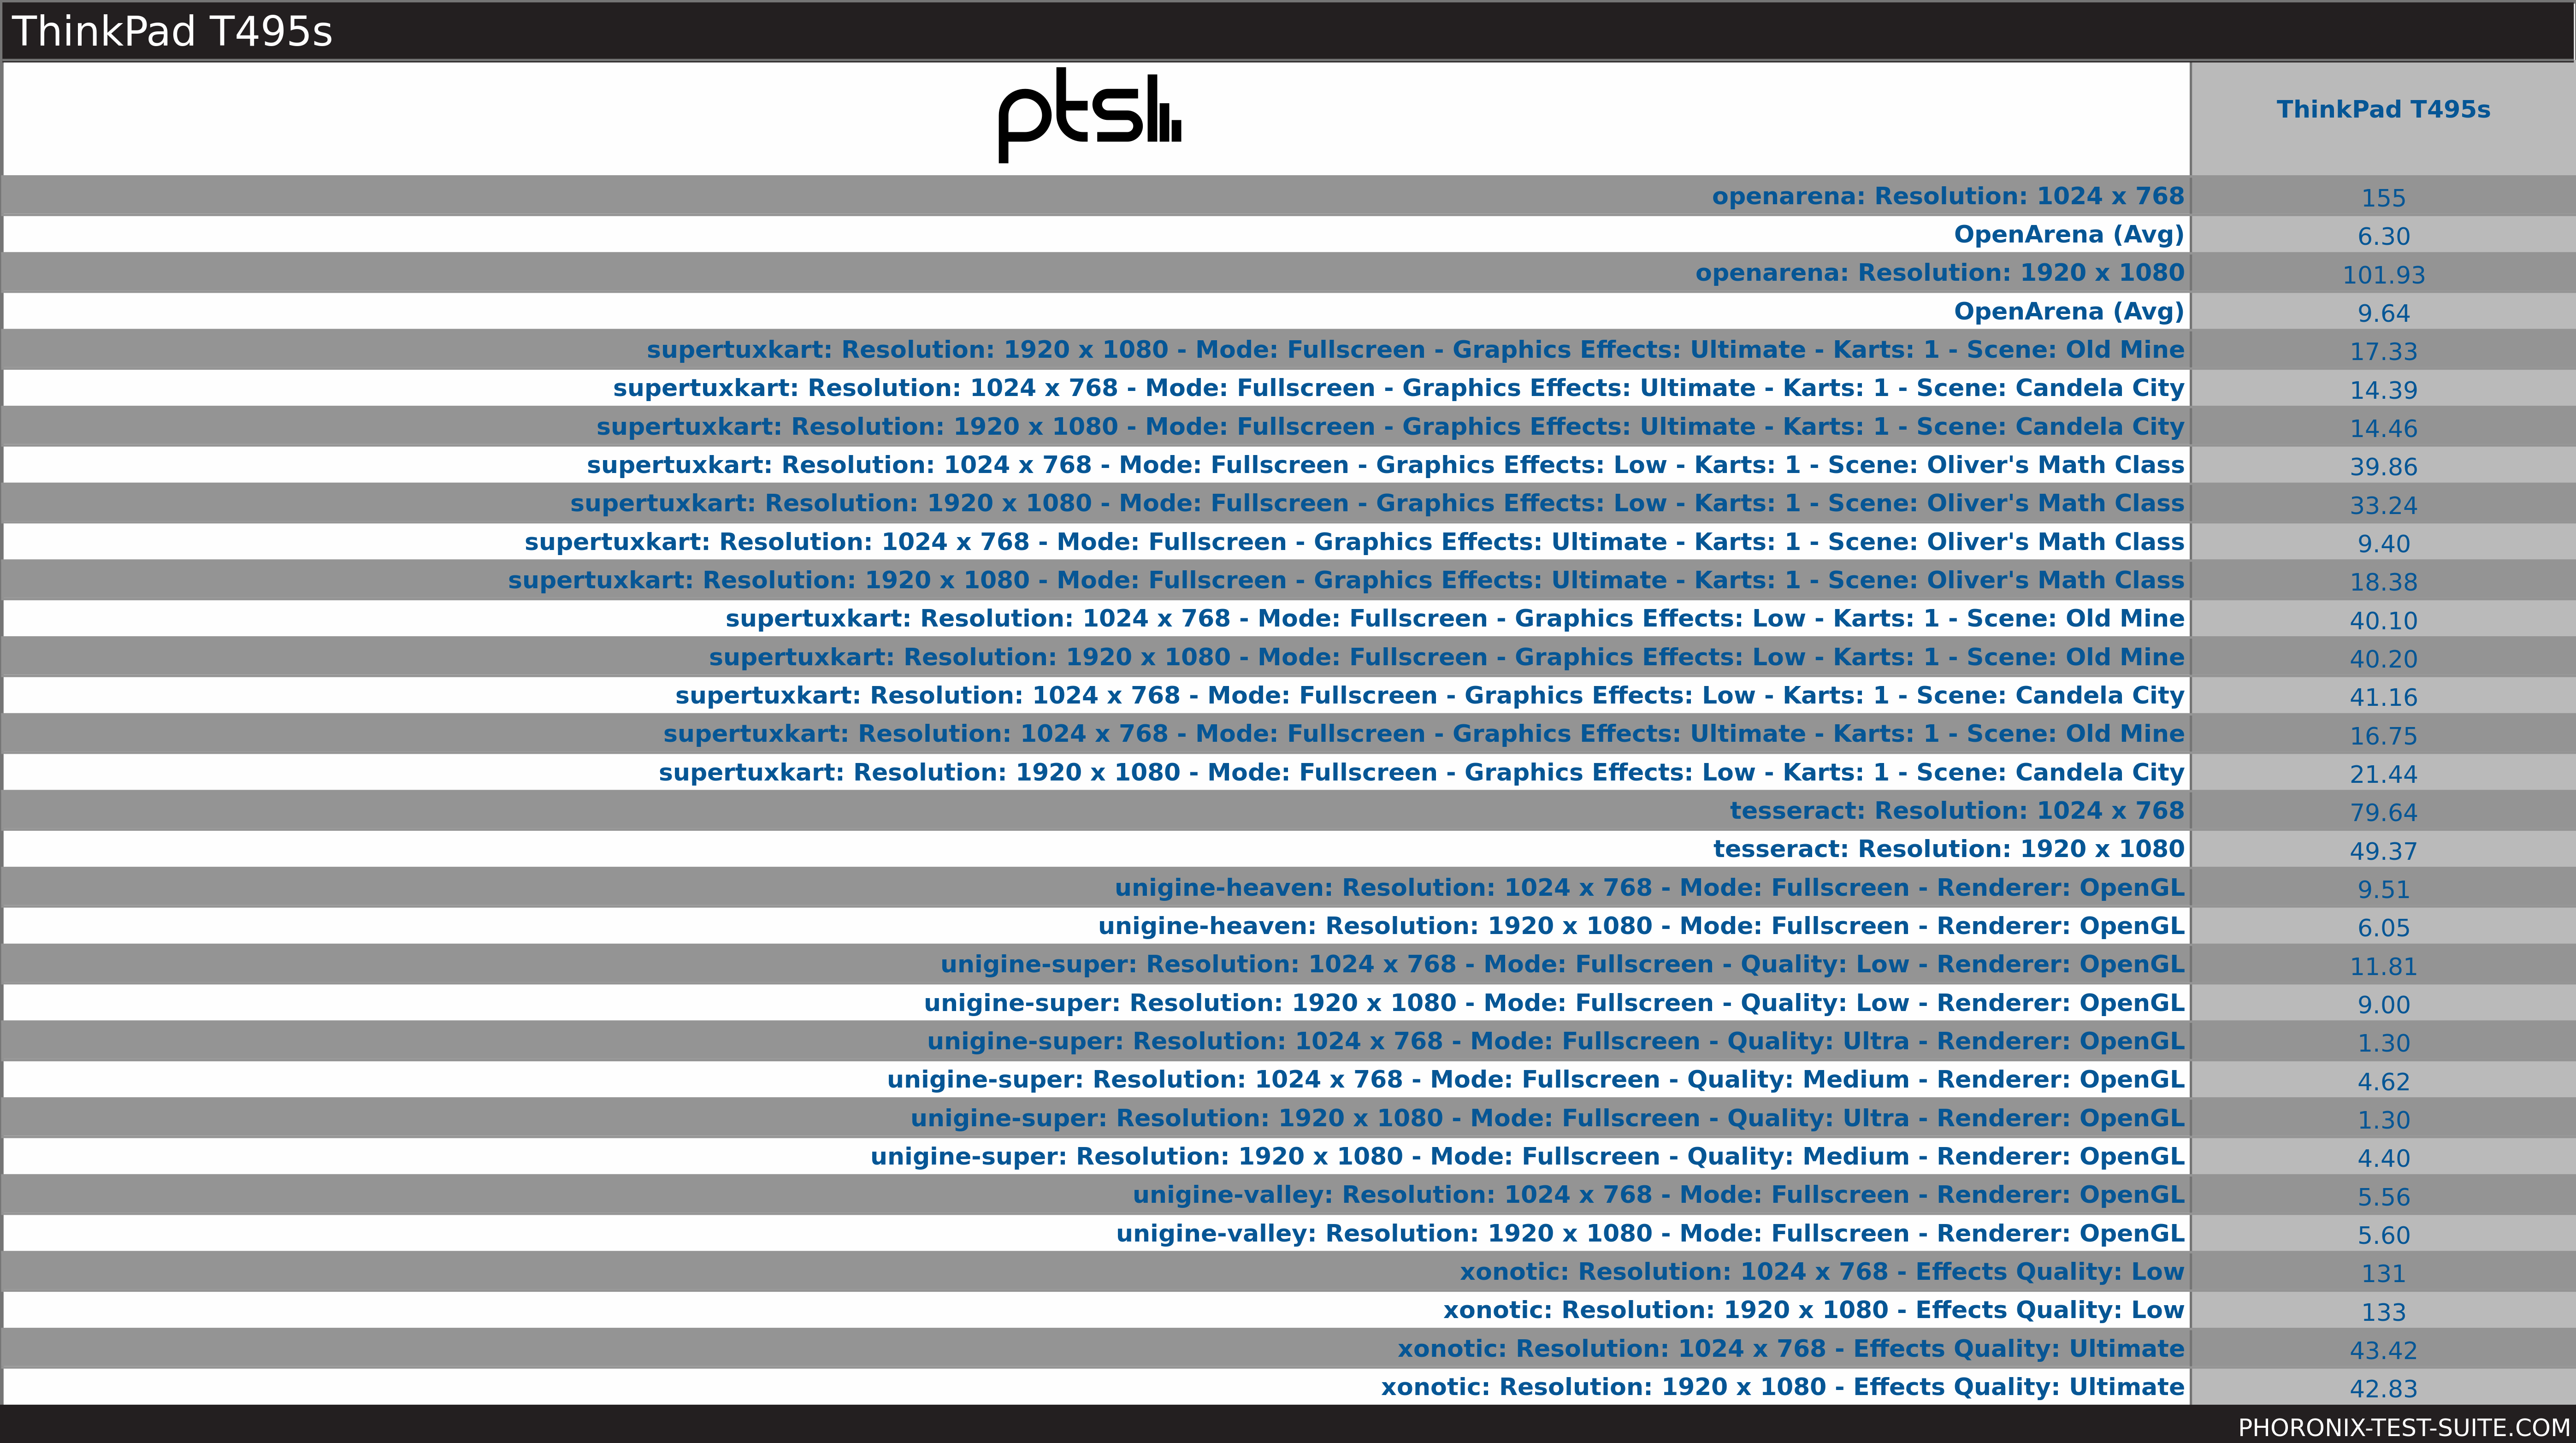 ThinkPad T495s
pts
ThinkPad T495s
openarena: Resolution: 1024 x 768 155
OpenArena (Avg) 6.30
openarena: Resolution: 1920 x 1080 101.93
OpenArena (Avg) 9.64
supertuxkart: Resolution: 1920 x 1080 - Mode: Fullscreen - Graphics Effects: Ultimate - Karts: 1 - Scene: Old Mine 17.33
supertuxkart: Resolution: 1024 x 768 - Mode: Fullscreen - Graphics Effects: Ultimate - Karts: 1 - Scene: Candela City 14.39
supertuxkart: Resolution: 1920 x 1080 - Mode: Fullscreen - Graphics Effects: Ultimate - Karts: 1 - Scene: Candela City 14.46
supertuxkart: Resolution: 1024 x 768 - Mode: Fullscreen - Graphics Effects: Low - Karts: 1 - Scene: Oliver's Math Class 39.86
supertuxkart: Resolution: 1920 x 1080 - Mode: Fullscreen - Graphics Effects: Low - Karts: 1 - Scene: Oliver's Math Class 33.24
supertuxkart: Resolution: 1024 x 768 - Mode: Fullscreen - Graphics Effects: Ultimate - Karts: 1 - Scene: Oliver's Math Class 9.40
supertuxkart: Resolution: 1920 x 1080 - Mode: Fullscreen - Graphics Effects: Ultimate - Karts: 1 - Scene: Oliver's Math Class 18.38
supertuxkart: Resolution: 1024 x 768 - Mode: Fullscreen - Graphics Effects: Low - Karts: 1 - Scene: Old Mine 40.10
supertuxkart: Resolution: 1920 x 1080 - Mode: Fullscreen - Graphics Effects: Low - Karts: 1 - Scene: Old Mine 40.20
supertuxkart: Resolution: 1024 x 768 - Mode: Fullscreen - Graphics Effects: Low - Karts: 1 - Scene: Candela City 41.16
supertuxkart: Resolution: 1024 x 768 - Mode: Fullscreen - Graphics Effects: Ultimate - Karts: 1 - Scene: Old Mine 16.75
supertuxkart: Resolution: 1920 x 1080 - Mode: Fullscreen - Graphics Effects: Low - Karts: 1 - Scene: Candela City 21.44
tesseract: Resolution: 1024 x 768 79.64
tesseract: Resolution: 1920 x 1080 49.37
unigine-heaven: Resolution: 1024 x 768 - Mode: Fullscreen - Renderer: OpenGL 9.51
unigine-heaven: Resolution: 1920 x 1080 - Mode: Fullscreen - Renderer: OpenGL 6.05
unigine-super: Resolution: 1024 x 768 - Mode: Fullscreen - Quality: Low - Renderer: OpenGL 11.81
unigine-super: Resolution: 1920 x 1080 - Mode: Fullscreen - Quality: Low - Renderer: OpenGL 9.00
unigine-super: Resolution: 1024 x 768 - Mode: Fullscreen - Quality: Ultra - Renderer: OpenGL 1.30
unigine-super: Resolution: 1024 x 768 - Mode: Fullscreen - Quality: Medium - Renderer: OpenGL 4.62
unigine-super: Resolution: 1920 x 1080 - Mode: Fullscreen - Quality: Ultra - Renderer: OpenGL 1.30
unigine-super: Resolution: 1920 x 1080 - Mode: Fullscreen - Quality: Medium - Renderer: OpenGL 4.40
unigine-valley: Resolution: 1024 x 768 - Mode: Fullscreen - Renderer: OpenGL 5.56
unigine-valley: Resolution: 1920 x 1080 - Mode: Fullscreen - Renderer: OpenGL 5.60
xonotic: Resolution: 1024 x 768 - Effects Quality: Low 131
xonotic: Resolution: 1920 x 1080 - Effects Quality: Low 133
xonotic: Resolution: 1024 x 768 - Effects Quality: Ultimate 43.42
xonotic: Resolution: 1920 x 1080 - Effects Quality: Ultimate 42.83
PHORONIX-TEST-SUITE.COM